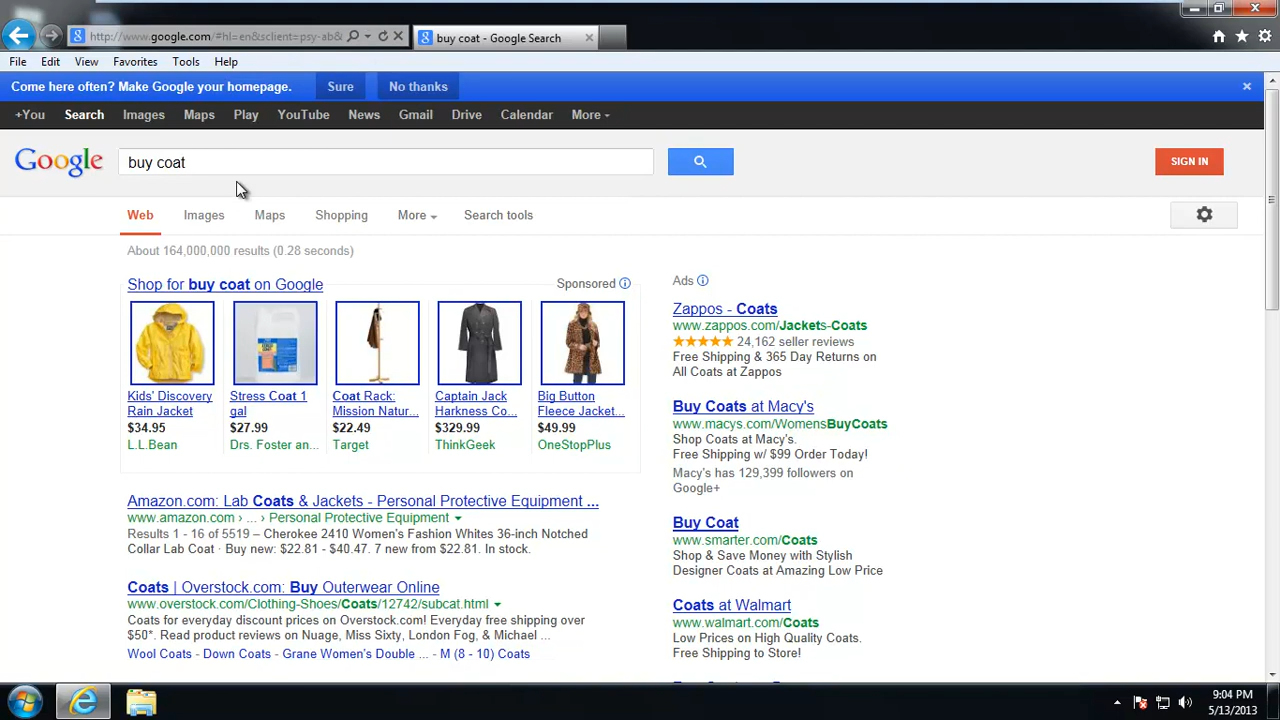 http://www.google.com/#hl=en&sclient=psy-ab&
buy coat - Google Search
File Edit View Favorites Tools Help
Come here often? Make Google your homepage. Sure No thanks
+You Search Images Maps Play YouTube News Gmail Drive Calendar More
Google buy coat SIGN IN
Web Images Maps Shopping More Search tools
About 164,000,000 results (0.28 seconds)
Shop for buy coat on Google Sponsored
Kids' Discovery
Rain Jacket
$34.95
L.L.Bean
Stress Coat 1
gal
$27.99
Drs. Foster an...
Coat Rack:
Mission Natur...
$22.49
Target
Captain Jack
Harkness Co...
$329.99
ThinkGeek
Big Button
Fleece Jacket...
$49.99
OneStopPlus
Amazon.com: Lab Coats & Jackets - Personal Protective Equipment ...
www.amazon.com › ... › Personal Protective Equipment
Results 1 - 16 of 5519 – Cherokee 2410 Women's Fashion Whites 36-inch Notched
Collar Lab Coat · Buy new: $22.81 - $40.47. 7 new from $22.81. In stock.
Coats | Overstock.com: Buy Outerwear Online
www.overstock.com/Clothing-Shoes/Coats/12742/subcat.html
Coats for everyday discount prices on Overstock.com! Everyday free shipping over
$50*. Read product reviews on Nuage, Miss Sixty, London Fog, & Michael ...
Wool Coats - Down Coats - Grane Women's Double ... - M (8 - 10) Coats
Ads
Zappos - Coats
www.zappos.com/Jackets-Coats
24,162 seller reviews
Free Shipping & 365 Day Returns on
All Coats at Zappos
Buy Coats at Macy's
www.macys.com/WomensBuyCoats
Shop Coats at Macy's.
Free Shipping w/ $99 Order Today!
Macy's has 129,399 followers on
Google+
Buy Coat
www.smarter.com/Coats
Shop & Save Money with Stylish
Designer Coats at Amazing Low Price
Coats at Walmart
www.walmart.com/Coats
Low Prices on High Quality Coats.
Free Shipping to Store!
9:04 PM
5/13/2013